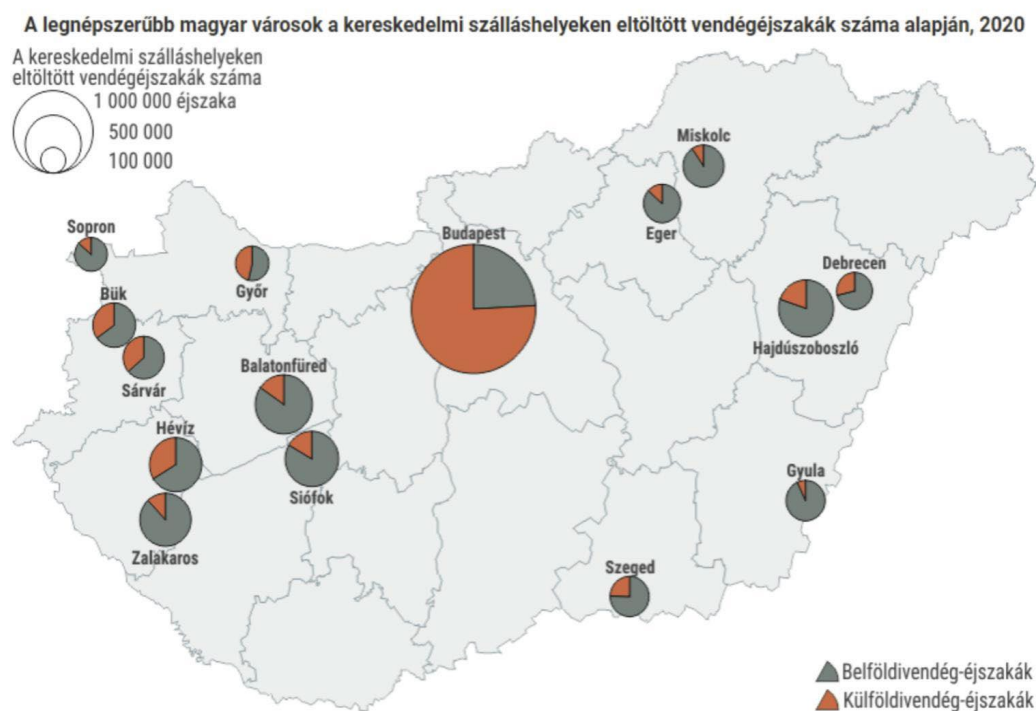 A legnépszerűbb magyar városok a kereskedelmi szálláshelyeken eltöltött vendégéjszakák száma alapján, 2020
A kereskedelmi szálláshelyeken
eltöltött vendégéjszakák száma
1 000 000 éjszaka
500 000
100 000
Miskolc
Eger
Sopron
Budapest
Győr
Debrecen
Bük
Hajdúszoboszló
Balatonfüred
Sárvár
Hévíz
Gyula
Siófok
Zalakaros
Szeged
Belföldivendég-éjszakák
Külföldivendég-éjszakák